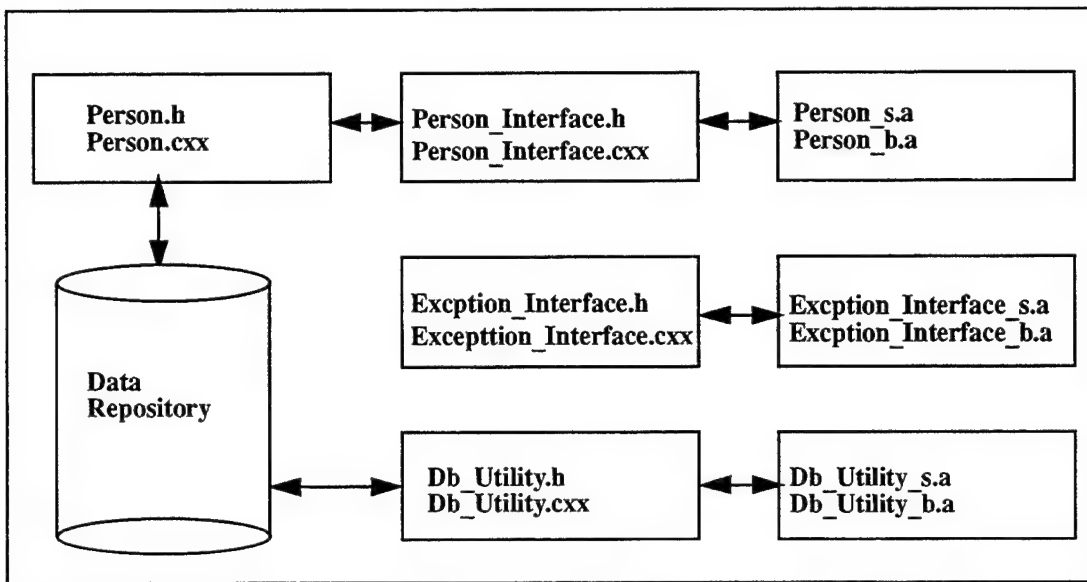 Person.h
Person.cxx
Person_Interface.h
Person_Interface.cxx
Person_s.a
Person_b.a
Excption_Interface.h
Excepttion_Interface.cxx
Excption_Interface_s.a
Excption_Interface_b.a
Data
Repository
Db_Utility.h
Db_Utility.cxx
Db_Utility_s.a
Db_Utility_b.a